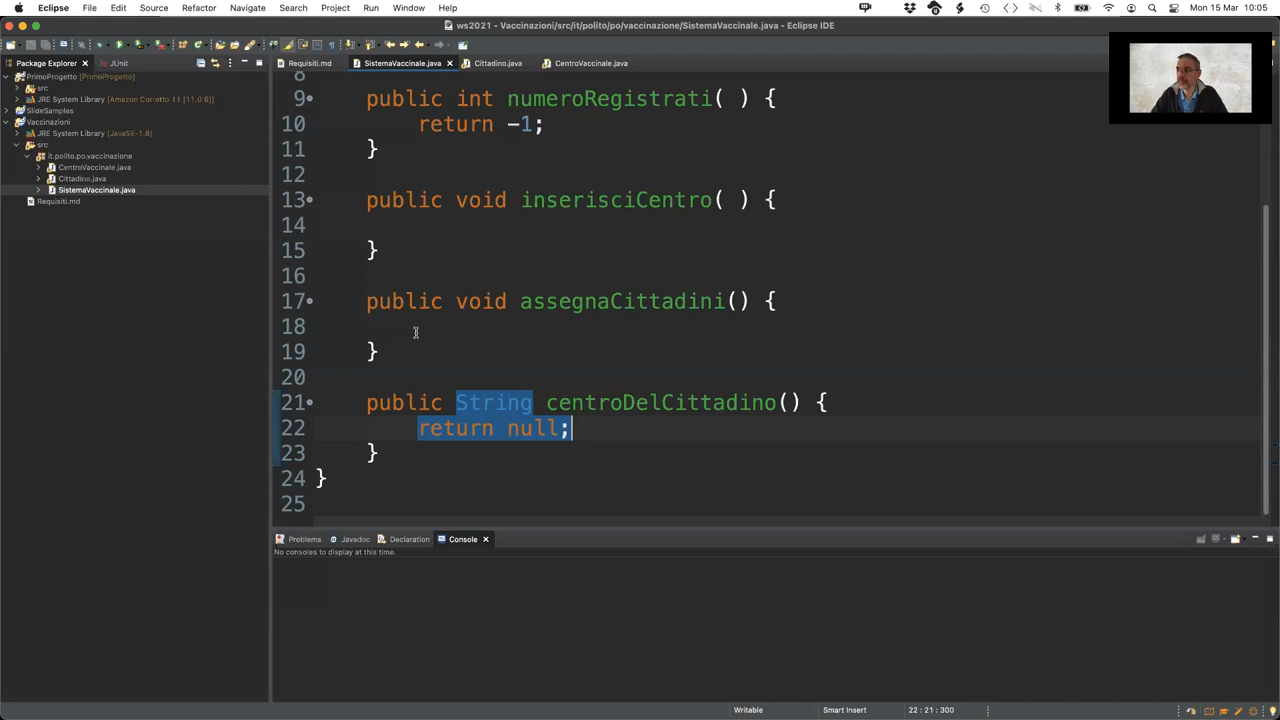 Eclipse File Edit Source Refactor Navigate Search Project Run Window Help Mon 15 Mar 10:05
ws2021 - Vaccinazioni/src/it/polito/po/vaccinazione/SistemaVaccinale.java - Eclipse IDE
Package Explorer JUnit
Requisiti.md SistemaVaccinale.java Cittadino.java CentroVaccinale.java
PrimoProgetto [PrimoProgetto]
src
JRE System Library [Amazon Corretto 11 [11.0.6]]
SlideSamples
Vaccinazioni
JRE System Library [JavaSE-1.8]
src
it.polito.po.vaccinazione
CentroVaccinale.java
Cittadino.java
SistemaVaccinale.java
Requisiti.md
8
9 public int numeroRegistrati( ) {
10 return -1;
11 }
12
13 public void inserisciCentro( ) {
14
15 }
16
17 public void assegnaCittadini() {
18
19 }
20
21 public String centroDelCittadino() {
22 return null;
23 }
24 }
25
Problems Javadoc Declaration Console
No consoles to display at this time.
Writable Smart Insert 22 : 21 : 300